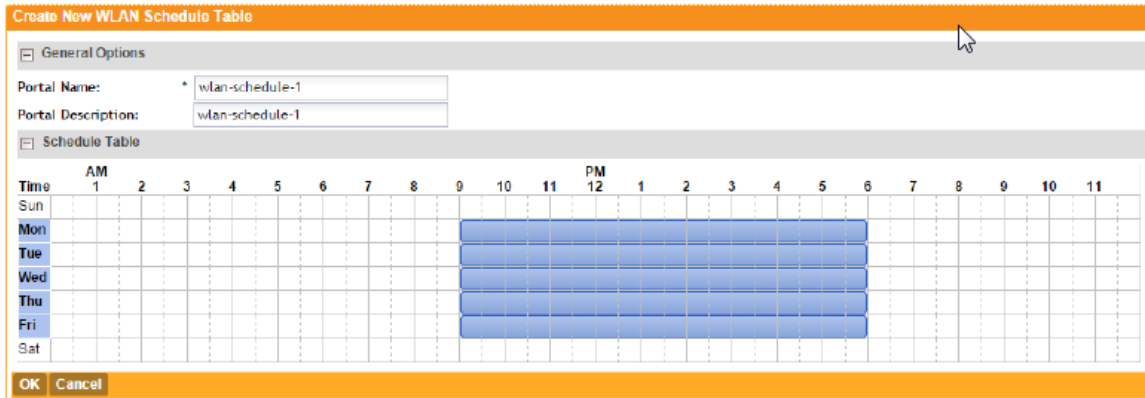 Create New WLAN Schedule Table
General Options
Portal Name: * wlan-schedule-1
Portal Description: wlan-schedule-1
Schedule Table
AM PM
Time 1 2 3 4 5 6 7 8 9 10 11 12 1 2 3 4 5 6 7 8 9 10 11
Sun
Mon
Tue
Wed
Thu
Fri
Sat
OK Cancel